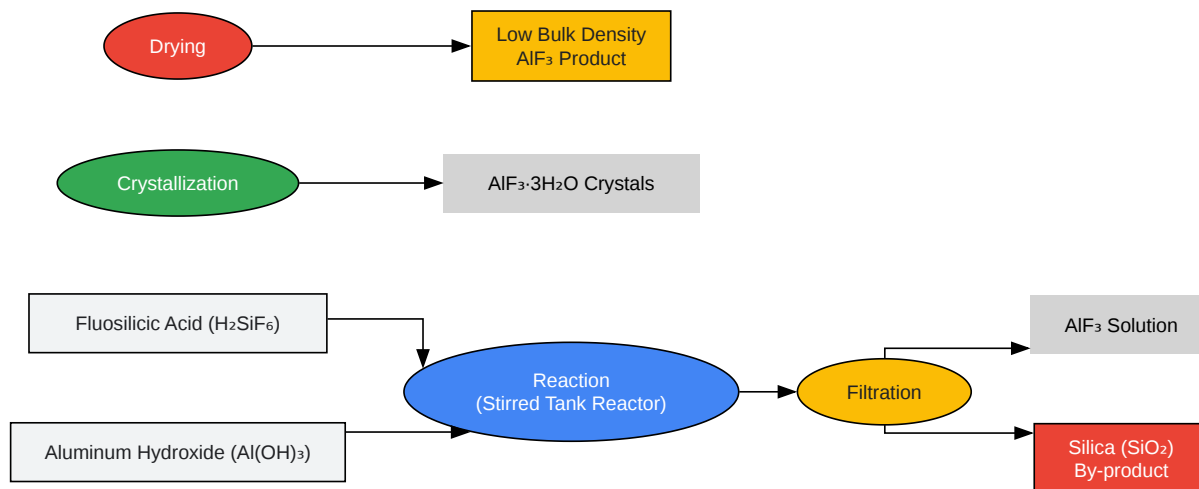 Drying
Low Bulk Density
AlF₃ Product
Crystallization
AlF₃·3H₂O Crystals
Fluosilicic Acid (H₂SiF₆)
Aluminum Hydroxide (Al(OH)₃)
Reaction
(Stirred Tank Reactor)
Filtration
AlF₃ Solution
Silica (SiO₂)
By-product